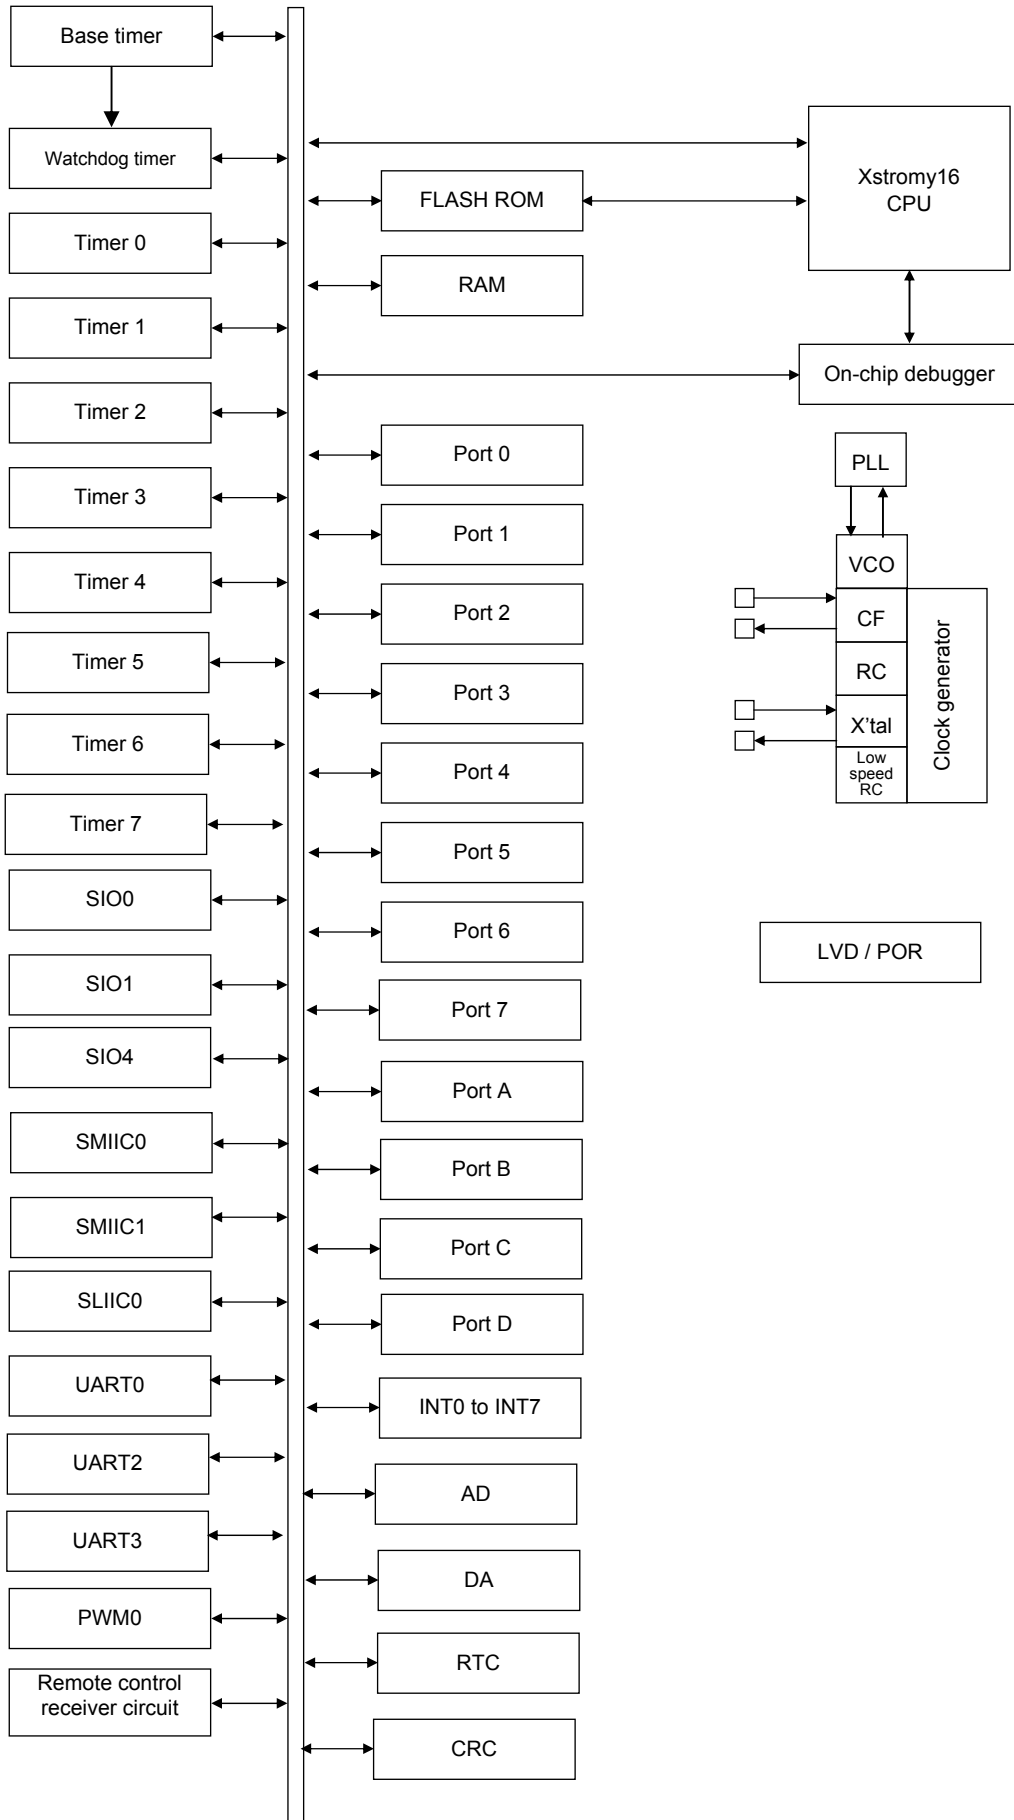 Base timer
Watchdog timer
Timer 0
Timer 1
Timer 2
Timer 3
Timer 4
Timer 5
Timer 6
Timer 7
SIO0
SIO1
SIO4
SMIIC0
SMIIC1
SLIIC0
UART0
UART2
UART3
PWM0
Remote control
receiver circuit
FLASH ROM
RAM
Port 0
Port 1
Port 2
Port 3
Port 4
Port 5
Port 6
Port 7
Port A
Port B
Port C
Port D
INT0 to INT7
AD
DA
RTC
CRC
Xstromy16
CPU
On-chip debugger
PLL
VCO
CF
RC
X'tal
Low
speed
RC
Clock generator
LVD / POR